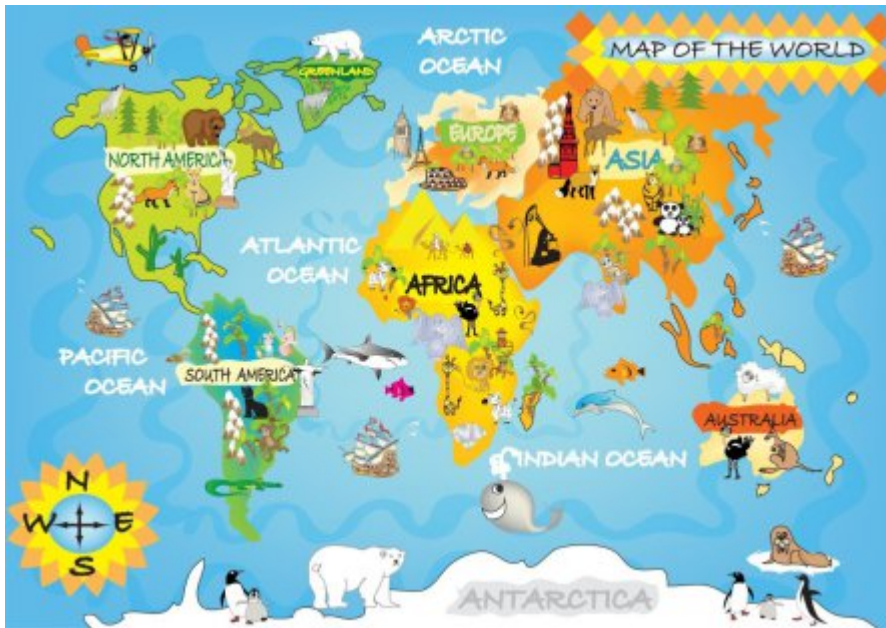 ARCTIC
OCEAN
MAP OF THE WORLD
GREENLAND
EUROPE
NORTH AMERICA
ASIA
ATLANTIC
OCEAN
AFRICA
PACIFIC
OCEAN
SOUTH AMERICA
AUSTRALIA
INDIAN OCEAN
N
W E
S
ANTARCTICA